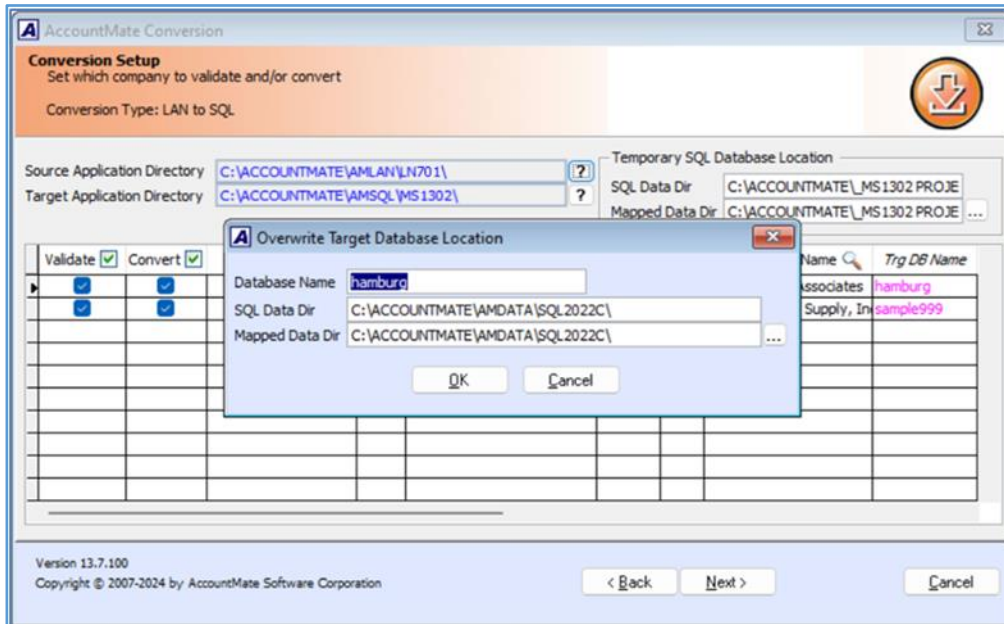 AccountMate Conversion
Conversion Setup
Set which company to validate and/or convert
Conversion Type: LAN to SQL
Source Application Directory C:\ACCOUNTMATE\AMLAN\LN701\ ?
Target Application Directory C:\ACCOUNTMATE\AMSQL\MS1302\ ?
Temporary SQL Database Location
SQL Data Dir C:\ACCOUNTMATE\_MS1302 PROJE
Mapped Data Dir C:\ACCOUNTMATE\_MS1302 PROJE ...
Validate Convert Name Trg DB Name
ssociates hamburg
Supply, In sample999
Overwrite Target Database Location
Database Name hamburg
SQL Data Dir C:\ACCOUNTMATE\AMDATA\SQL2022C\
Mapped Data Dir C:\ACCOUNTMATE\AMDATA\SQL2022C\ ...
OK Cancel
Version 13.7.100
Copyright © 2007-2024 by AccountMate Software Corporation
< Back Next > Cancel